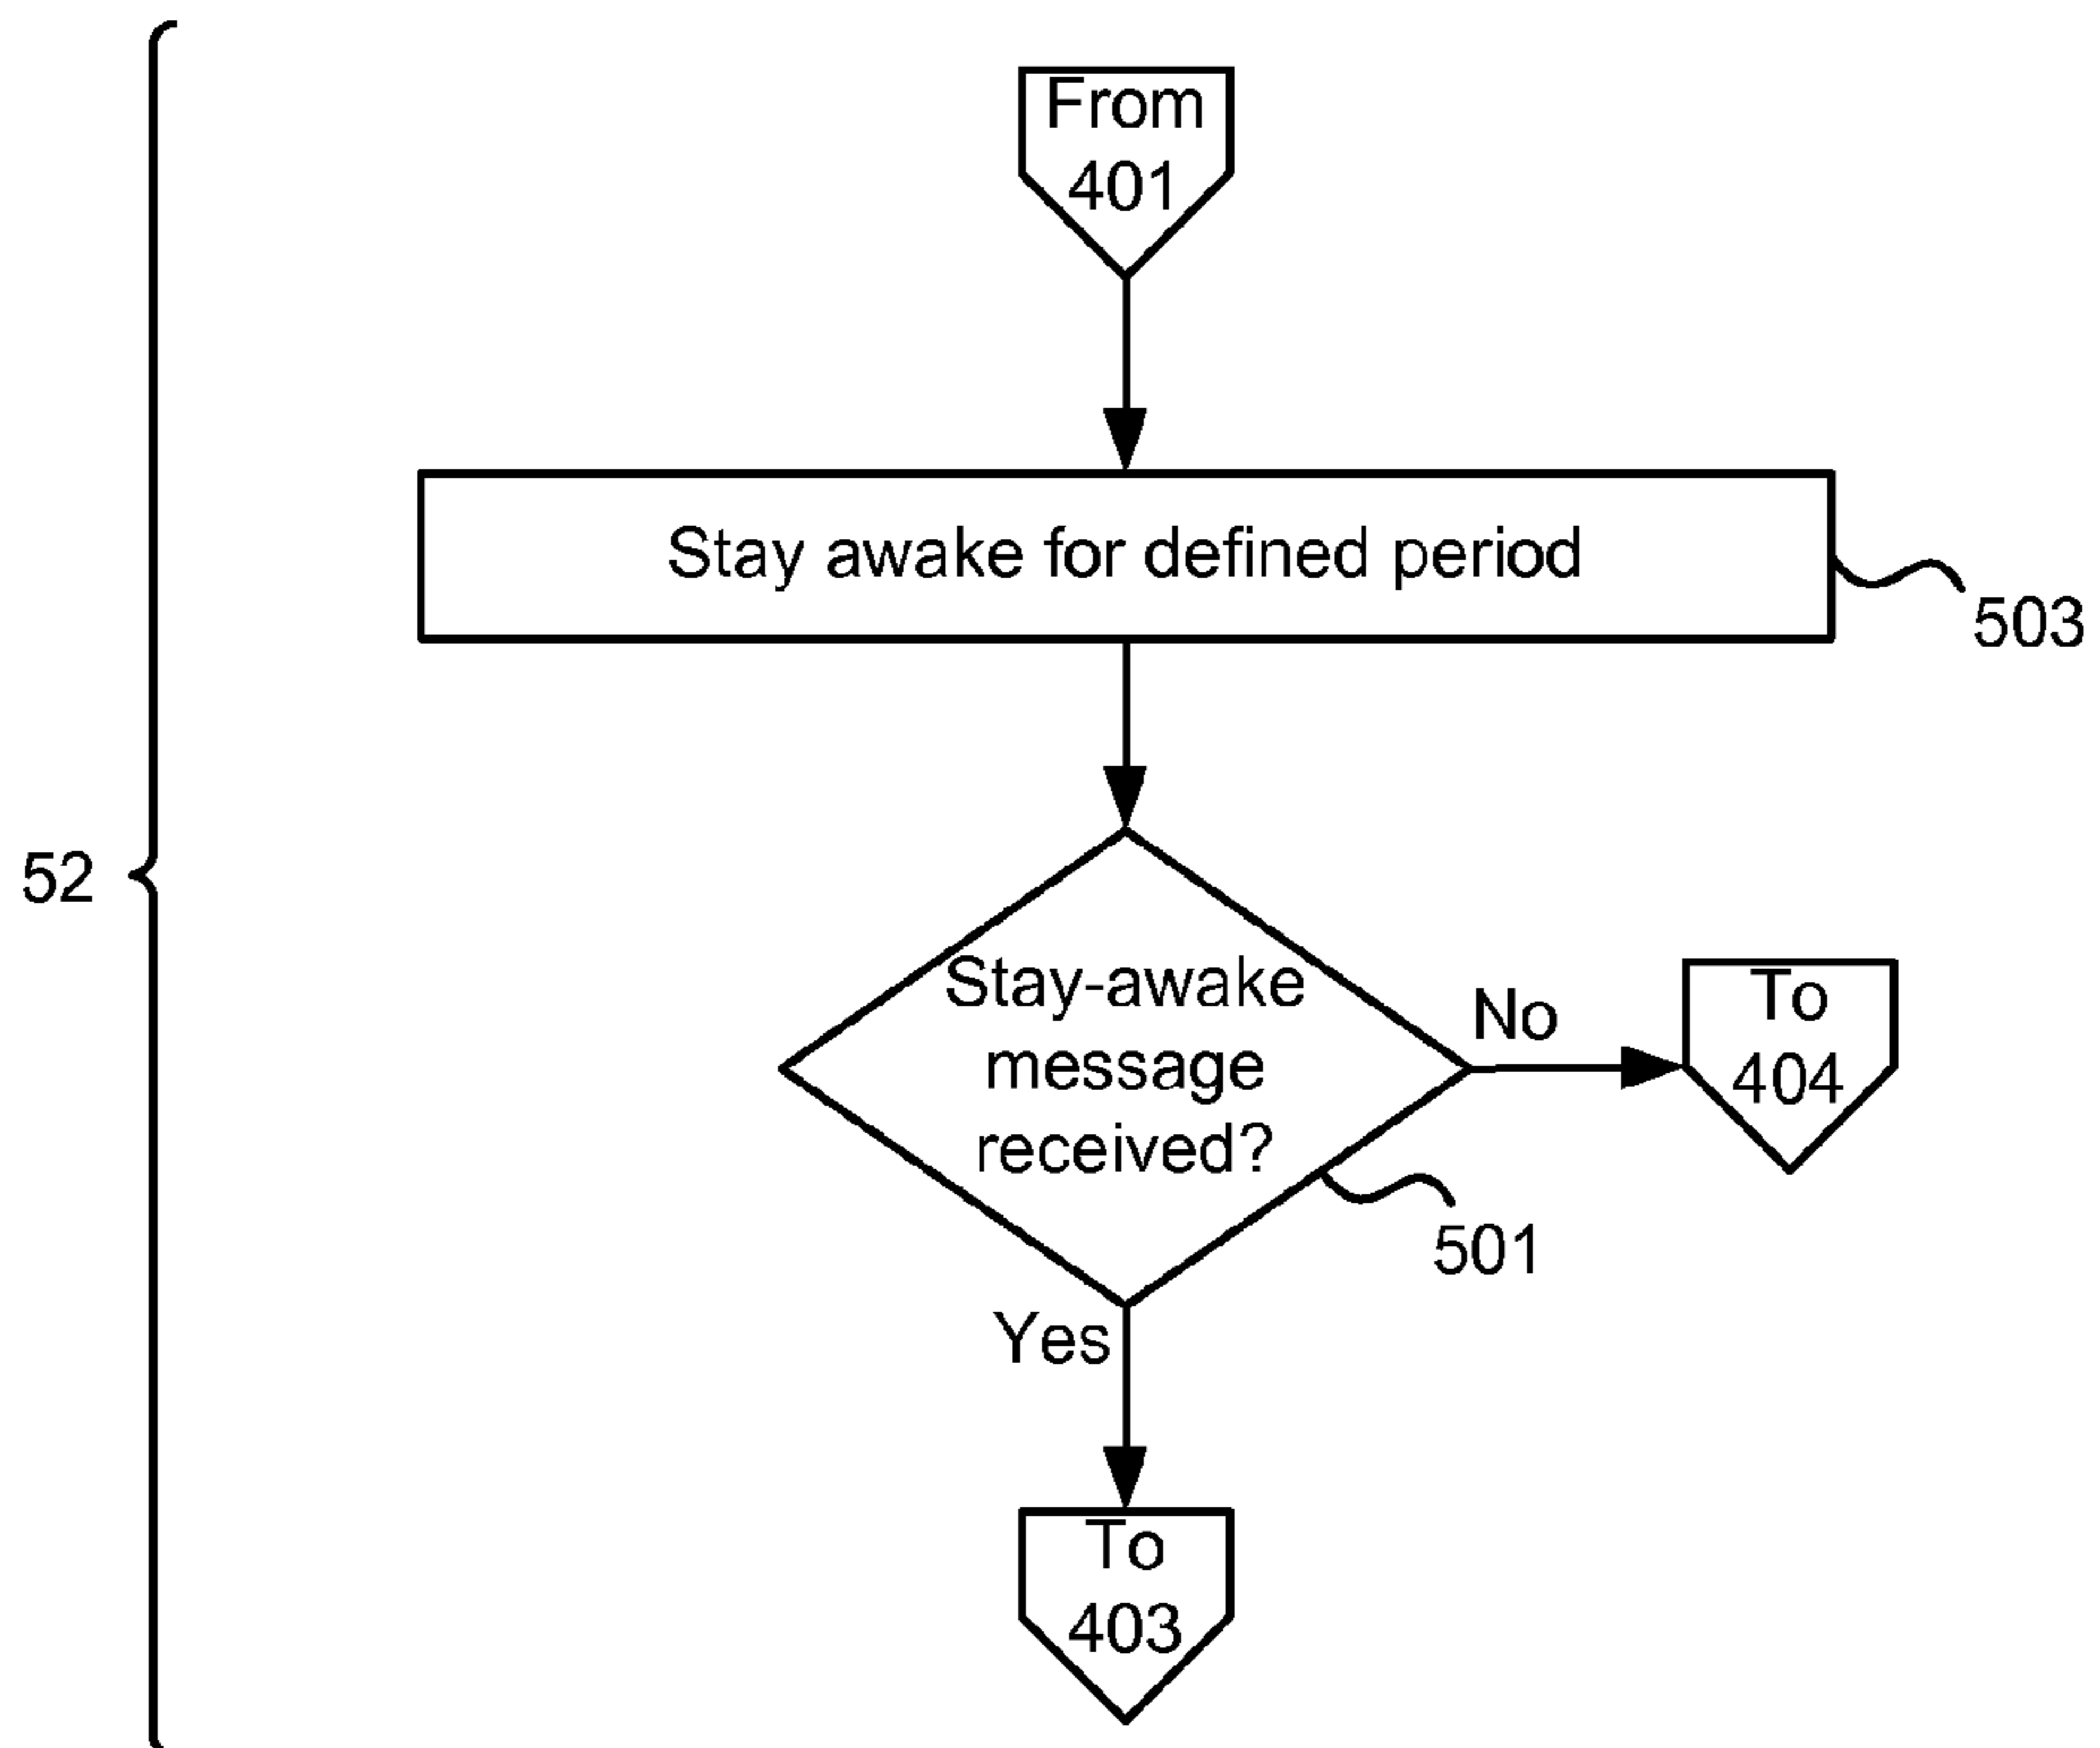 From
401
Stay awake for defined period
503
52
Stay-awake
message
received?
No
To
404
501
Yes
To
403